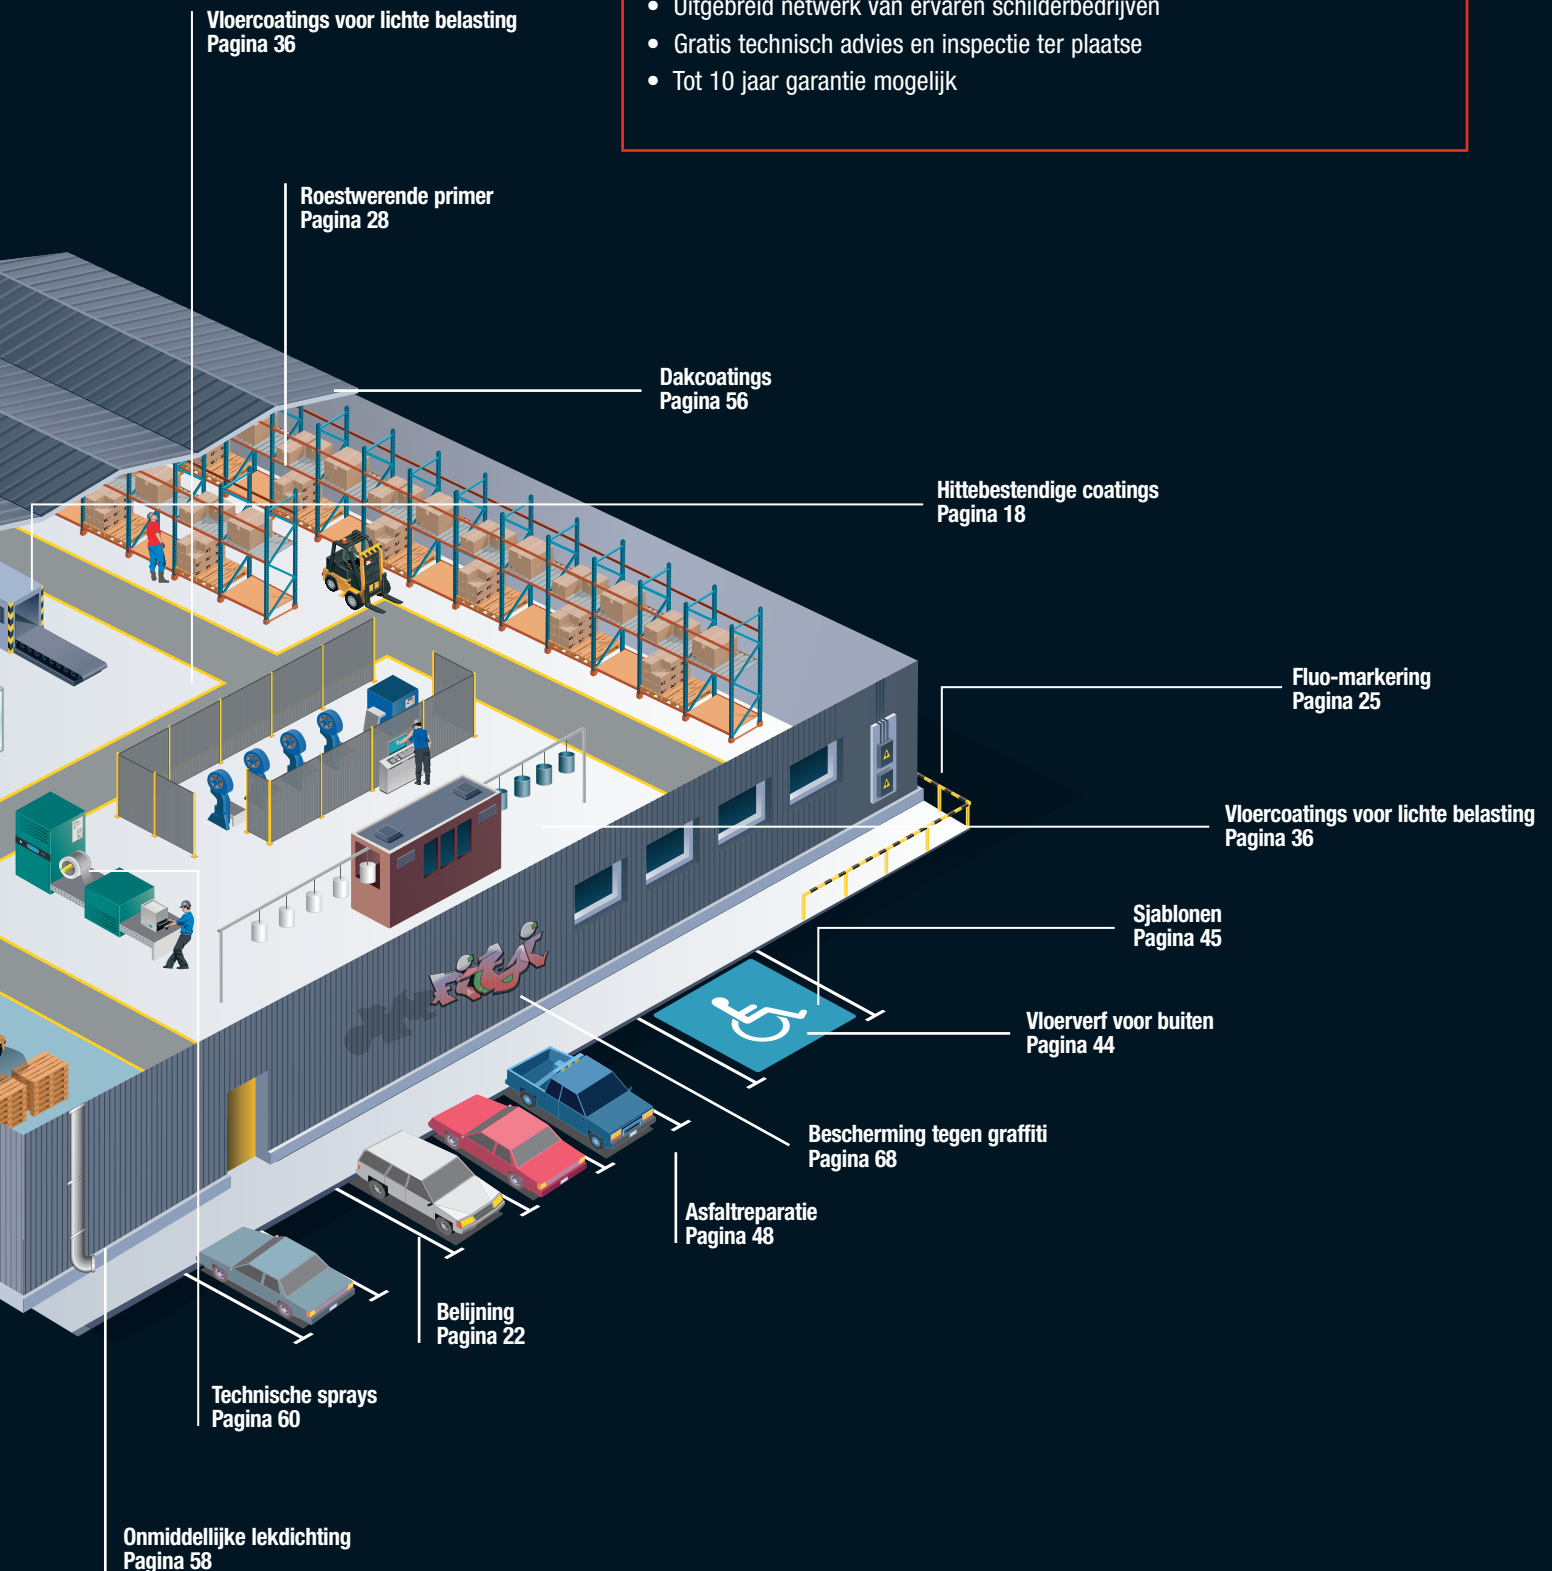 Vloercoatings voor lichte belasting
Pagina 36
• Uitgebreid netwerk van ervaren schilderbedrijven
• Gratis technisch advies en inspectie ter plaatse
• Tot 10 jaar garantie mogelijk
Roestwerende primer
Pagina 28
Dakcoatings
Pagina 56
Hittebestendige coatings
Pagina 18
Fluo-markering
Pagina 25
Vloercoatings voor lichte belasting
Pagina 36
Sjablonen
Pagina 45
Vloerverf voor buiten
Pagina 44
Bescherming tegen graffiti
Pagina 68
Asfaltreparatie
Pagina 48
Belijning
Pagina 22
Technische sprays
Pagina 60
Onmiddellijke lekdichting
Pagina 58